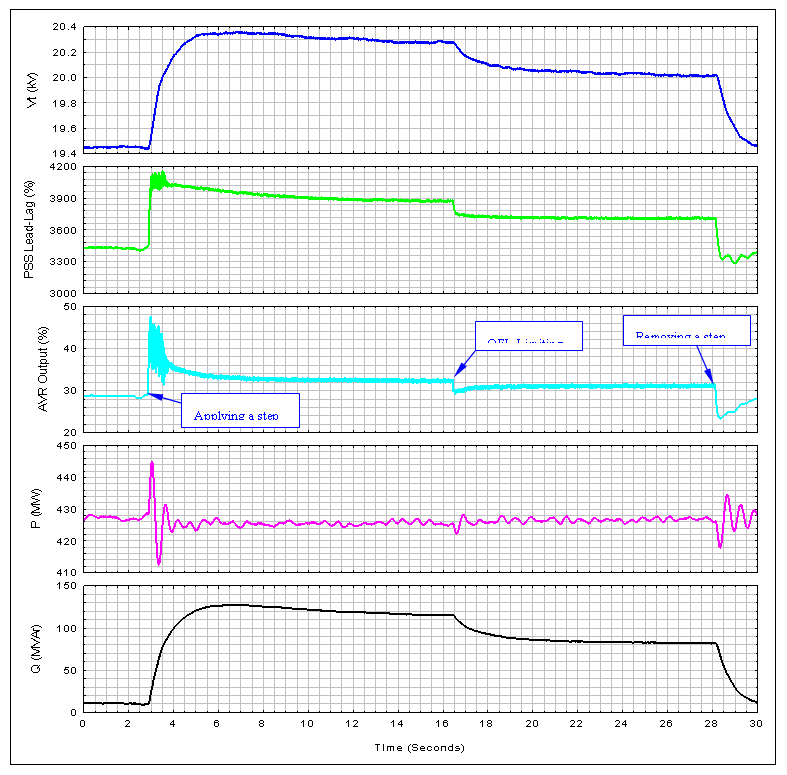 20.4
20.2
20.0
19.8
19.6
19.4
Vt (kV)
4200
3900
3600
3300
3000
PSS Lead-Lag (%)
50
40
30
20
AVR Output (%)
Applying a step
OEL Limiting
Removing a step
450
440
430
420
410
P (MW)
150
100
50
0
Q (MVAr)
0 2 4 6 8 10 12 14 16 18 20 22 24 26 28 30
Time (Seconds)